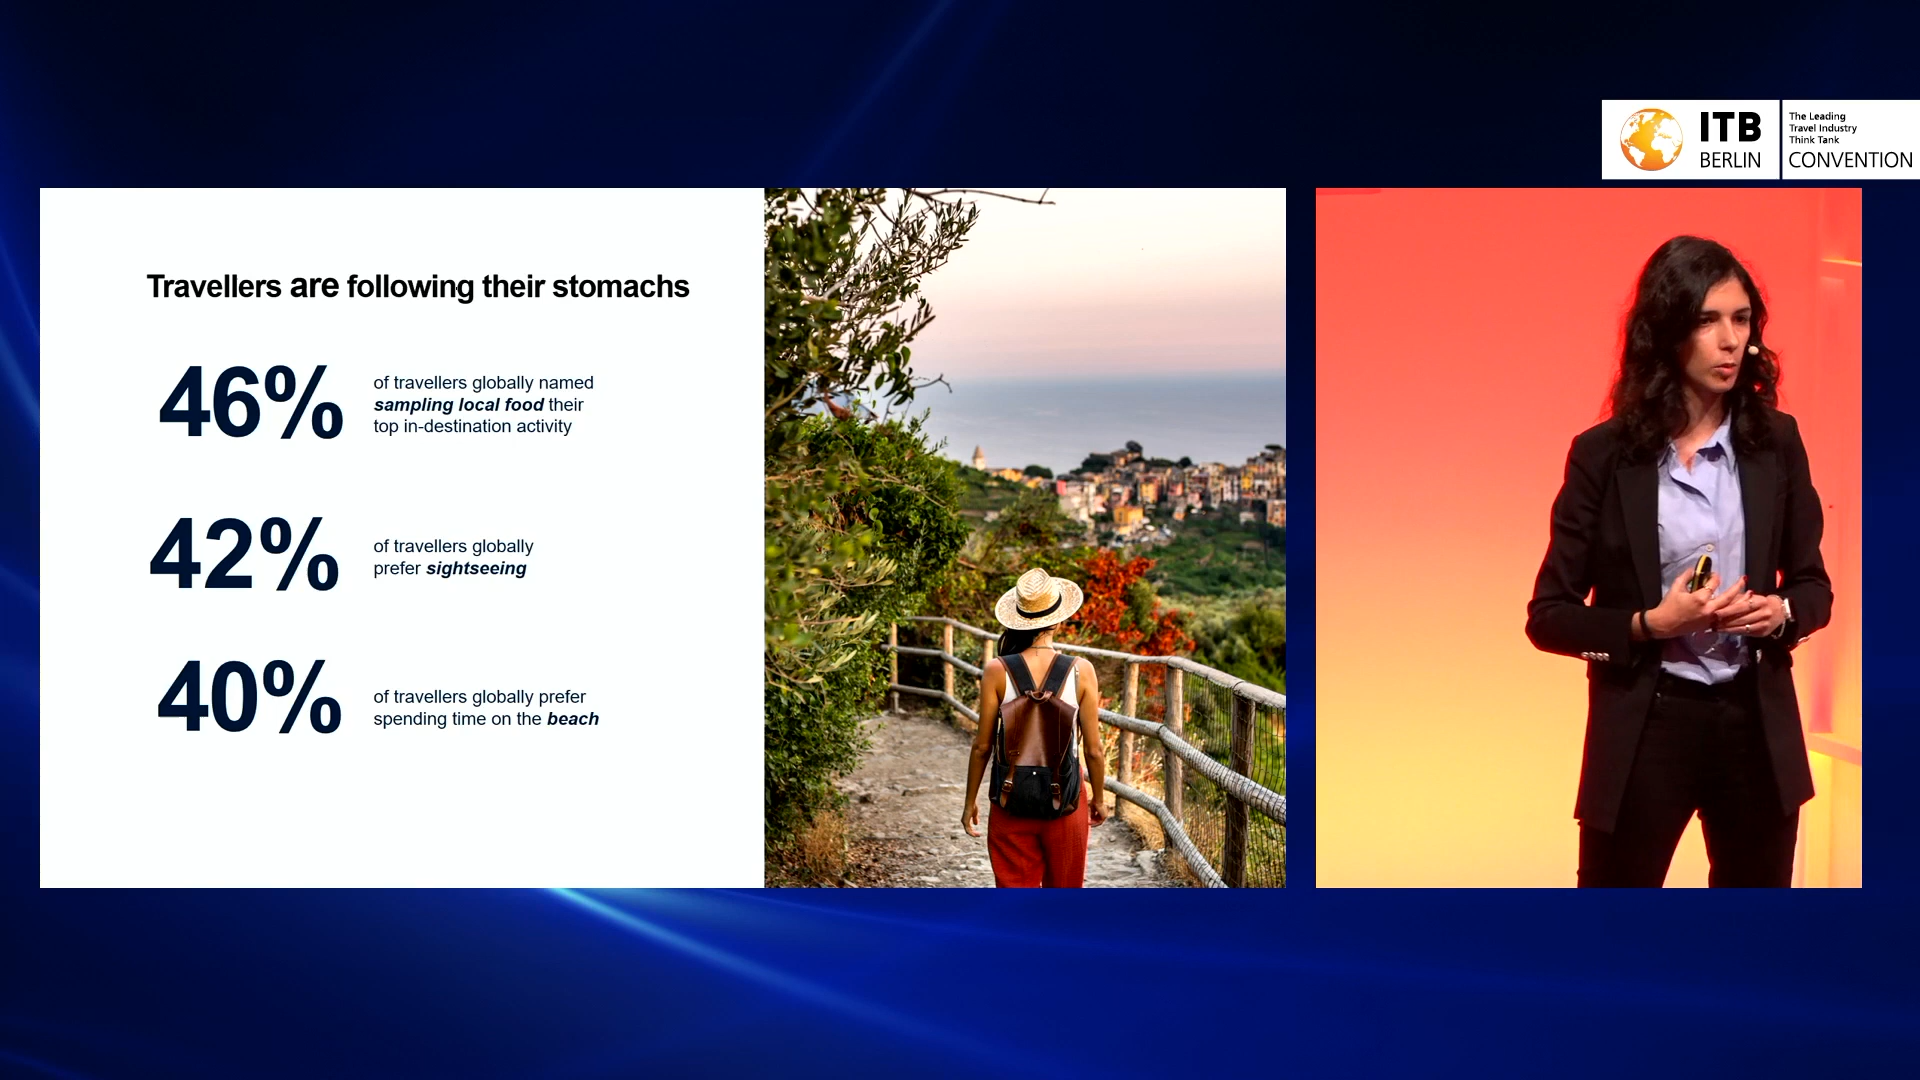 ITB
BERLIN
The Leading
Travel Industry
Think Tank
CONVENTION
Travellers are following their stomachs
46%
of travellers globally named
sampling local food their
top in-destination activity
42%
of travellers globally
prefer sightseeing
40%
of travellers globally prefer
spending time on the beach